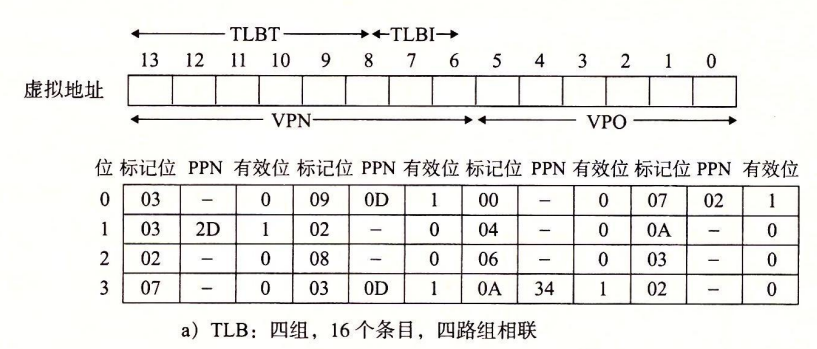 TLBT TLBI
13 12 11 10 9 8 7 6 5 4 3 2 1 0
虚拟地址
VPN VPO
位 标记位 PPN 有效位 标记位 PPN 有效位 标记位 PPN 有效位 标记位 PPN 有效位
0 03 – 0 09 0D 1 00 – 0 07 02 1
1 03 2D 1 02 – 0 04 – 0 0A – 0
2 02 – 0 08 – 0 06 – 0 03 – 0
3 07 – 0 03 0D 1 0A 34 1 02 – 0
a）TLB：四组，16个条目，四路组相联